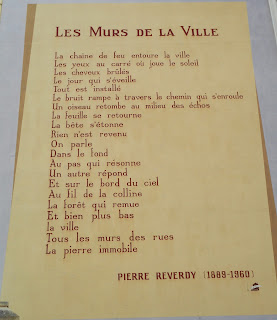 Les Murs de la Ville
La chaine de feu entoure la ville
Les yeux au carré où joue le soleil
Les cheveux brûlés
Le jour qui s'éveille
Tout est installé
Le bruit rampe à travers le chemin qui s'enroule
Un oiseau retombe au milieu des échos
La feuille se retourne
La bête s'étonne
Rien n'est revenu
On parle
Dans le fond
Au pas qui résonne
Un autre répond
Et sur le bord du ciel
Au fil de la colline
La forêt qui remue
Et bien plus bas
la ville
Tous les murs des rues
La pierre immobile
PIERRE REVERDY (1889-1960)